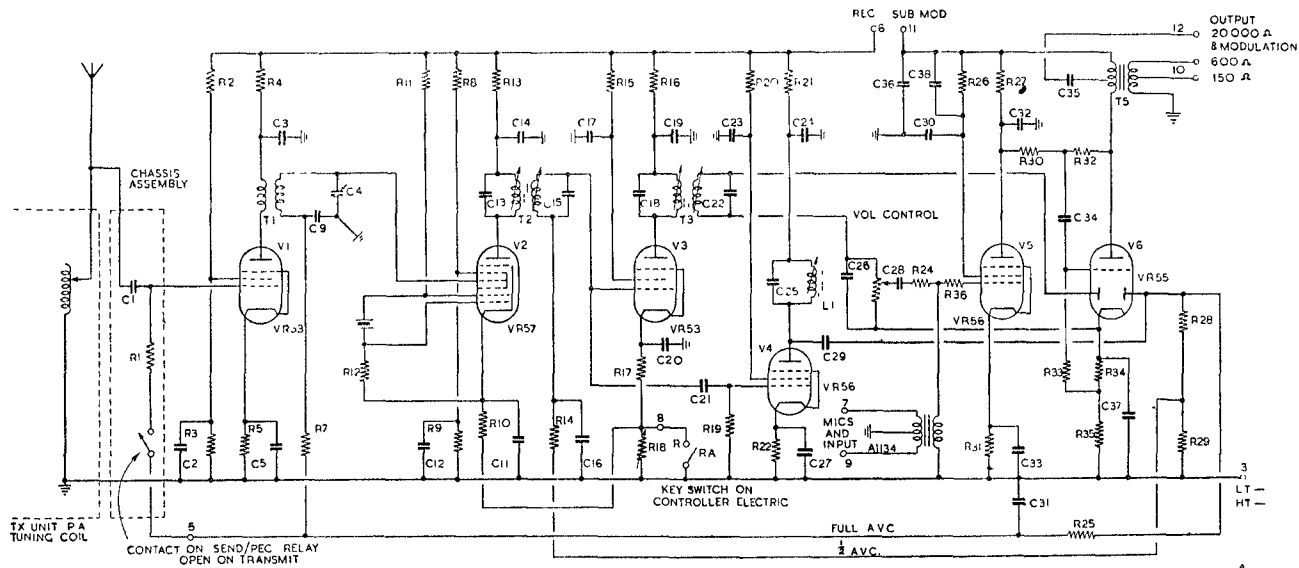 REC
SUB MOD
6
11
12
OUTPUT
20 000 Ω
& MODULATION
600 Ω
10
150 Ω
R2
R4
R11
R8
R13
R15
R16
R20
R21
C36
C38
R26
R27
C35
T5
C3
C14
C17
C19
C23
C24
C30
C32
R30
R32
CHASSIS
ASSEMBLY
T1
C4
C9
C13
T2
C15
C18
T3
C22
VOL CONTROL
C34
V1
V2
V3
V5
V6
C1
VR53
VR57
VR53
C25
L1
C26
C28
R24
R36
VR56
VR55
R1
R12
C20
V4
C29
R28
R17
VR56
R33
R34
C21
7
MICS
AND
INPUT
A1134
9
C37
R3
C2
R5
C5
R7
C12
R9
R10
C11
R14
C16
R18
8
R
RA
R19
R22
C27
R31
C33
R35
R29
KEY SWITCH ON
CONTROLLER ELECTRIC
C31
3
LT —
HT —
TX UNIT P A
TUNING COIL
5
CONTACT ON SEND/REC RELAY
OPEN ON TRANSMIT
FULL AVC
R25
½ AVC.